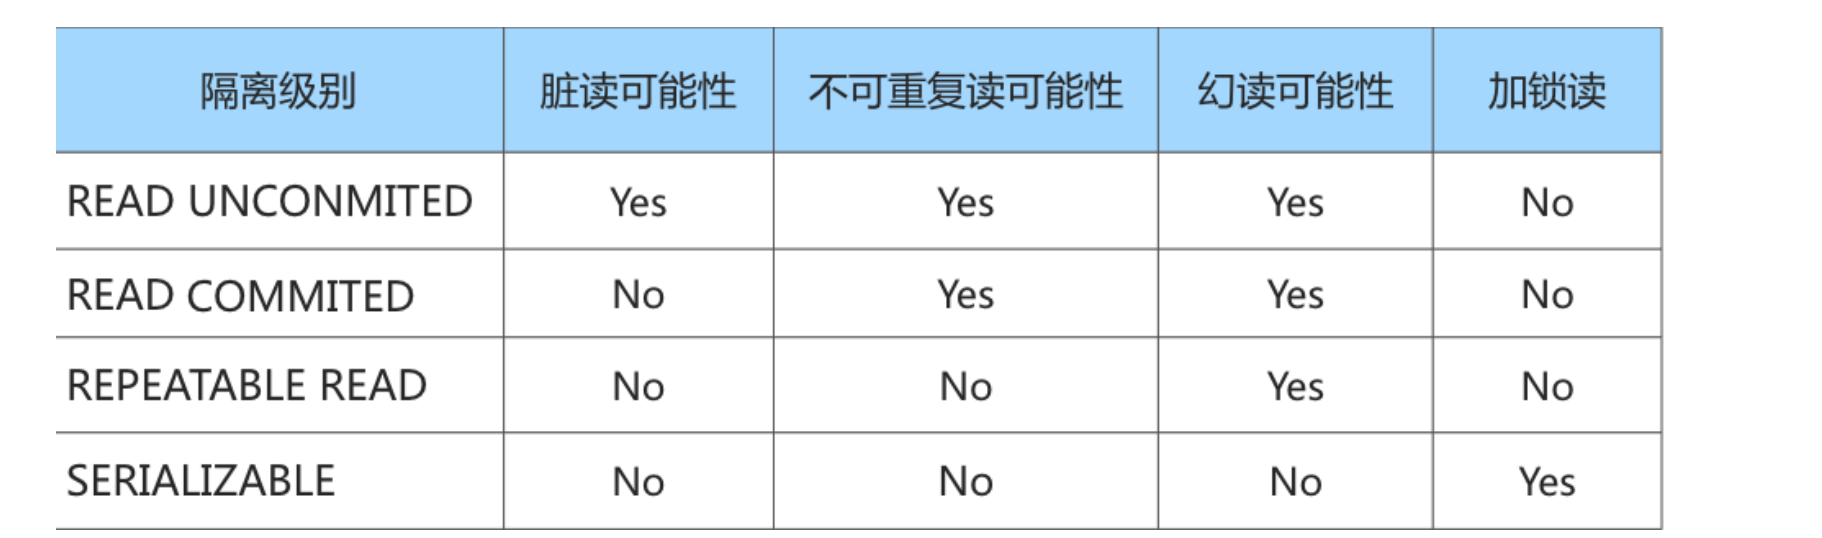 隔离级别 脏读可能性 不可重复读可能性 幻读可能性 加锁读
READ UNCONMITED Yes Yes Yes No
READ COMMITED No Yes Yes No
REPEATABLE READ No No Yes No
SERIALIZABLE No No No Yes